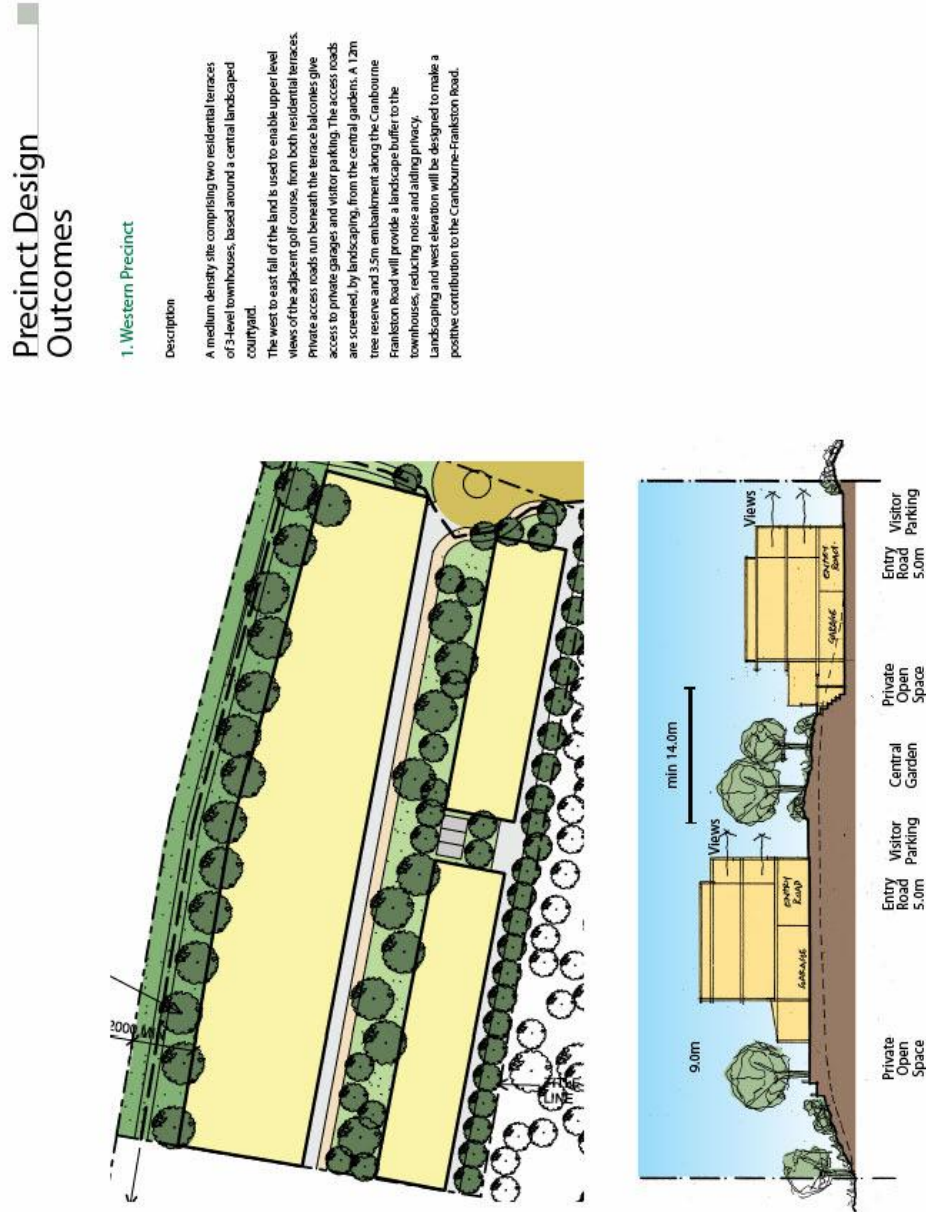 Precinct Design
Outcomes
1. Western Precinct
Description
A medium density site comprising two residential terraces
of 3-level townhouses, based around a central landscaped
courtyard.
The west to east fall of the land is used to enable upper level
views of the adjacent golf course, from both residential terraces.
Private access roads run beneath the terrace balconies give
access to private garages and visitor parking. The access roads
are screened, by landscaping, from the central gardens. A 12m
tree reserve and 3.5m embankment along the Cranbourne
Frankston Road will provide a landscape buffer to the
townhouses, reducing noise and aiding privacy.
Landscaping and west elevation will be designed to make a
positive contribution to the Cranbourne-Frankston Road.
2000 M
LINE
9.0m
Views
min 14.0m
Views
GARAGE
ENTRY
ROAD
GARAGE
ENTRY
ROAD
Private
Open
Space
Entry
Road
5.0m
Visitor
Parking
Central
Garden
Private
Open
Space
Entry
Road
5.0m
Visitor
Parking